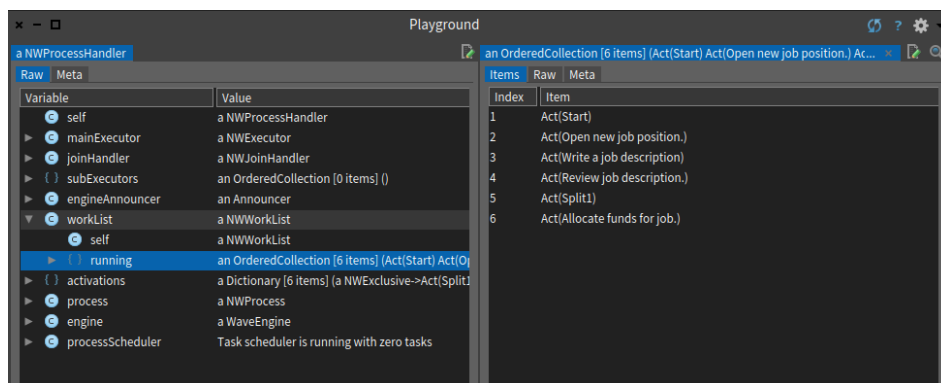 Playground
a NWProcessHandler
Raw Meta
Variable Value
self a NWProcessHandler
mainExecutor a NWExecutor
joinHandler a NWJoinHandler
subExecutors an OrderedCollection [0 items] ()
engineAnnouncer an Announcer
workList a NWWorkList
self a NWWorkList
running an OrderedCollection [6 items] (Act(Start) Act(Op
activations a Dictionary [6 items] (a NWExclusive->Act(Split1
process a NWProcess
engine a WaveEngine
processScheduler Task scheduler is running with zero tasks
an OrderedCollection [6 items] (Act(Start) Act(Open new job position.) Ac...
Items Raw Meta
Index Item
1 Act(Start)
2 Act(Open new job position.)
3 Act(Write a job description)
4 Act(Review job description.)
5 Act(Split1)
6 Act(Allocate funds for job.)